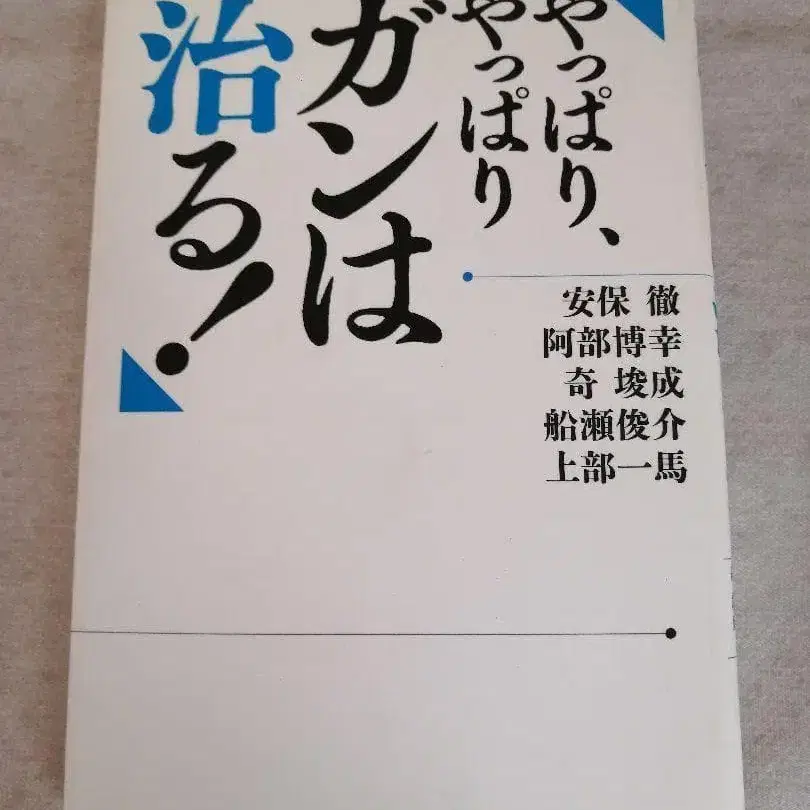 やっぱり、
やっぱり
ガンは
治る!
安保 徹
阿部博幸
奇 埈成
船瀬俊介
上部一馬